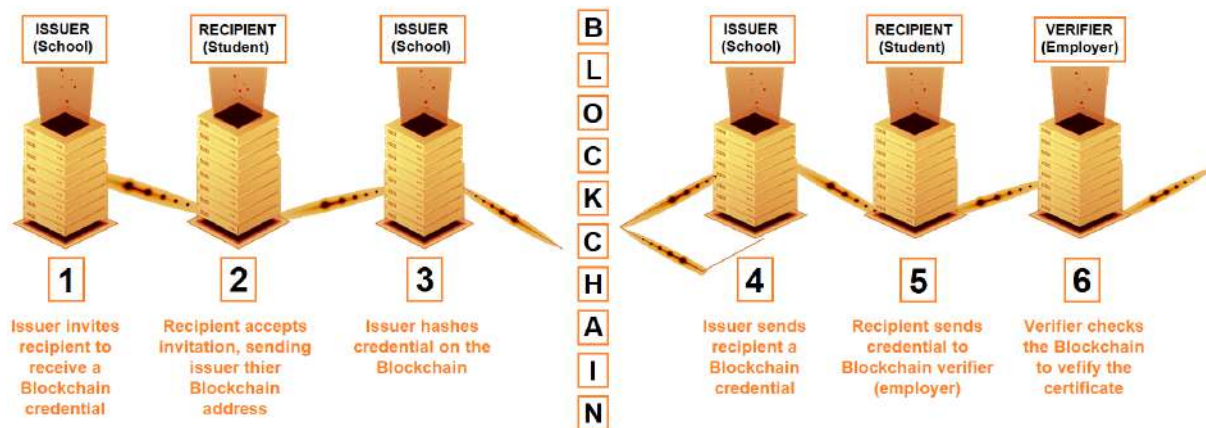 ISSUER
(School)
RECIPIENT
(Student)
ISSUER
(School)
B
L
O
C
K
C
H
A
I
N
ISSUER
(School)
RECIPIENT
(Student)
VERIFIER
(Employer)
1
Issuer invites
recipient to
receive a
Blockchain
credential
2
Recipient accepts
invitation, sending
issuer thier
Blockchain
address
3
Issuer hashes
credential on the
Blockchain
4
Issuer sends
recipient a
Blockchain
credential
5
Recipient sends
credential to
Blockchain verifier
(employer)
6
Verifier checks
the Blockchain
to vefify the
certificate